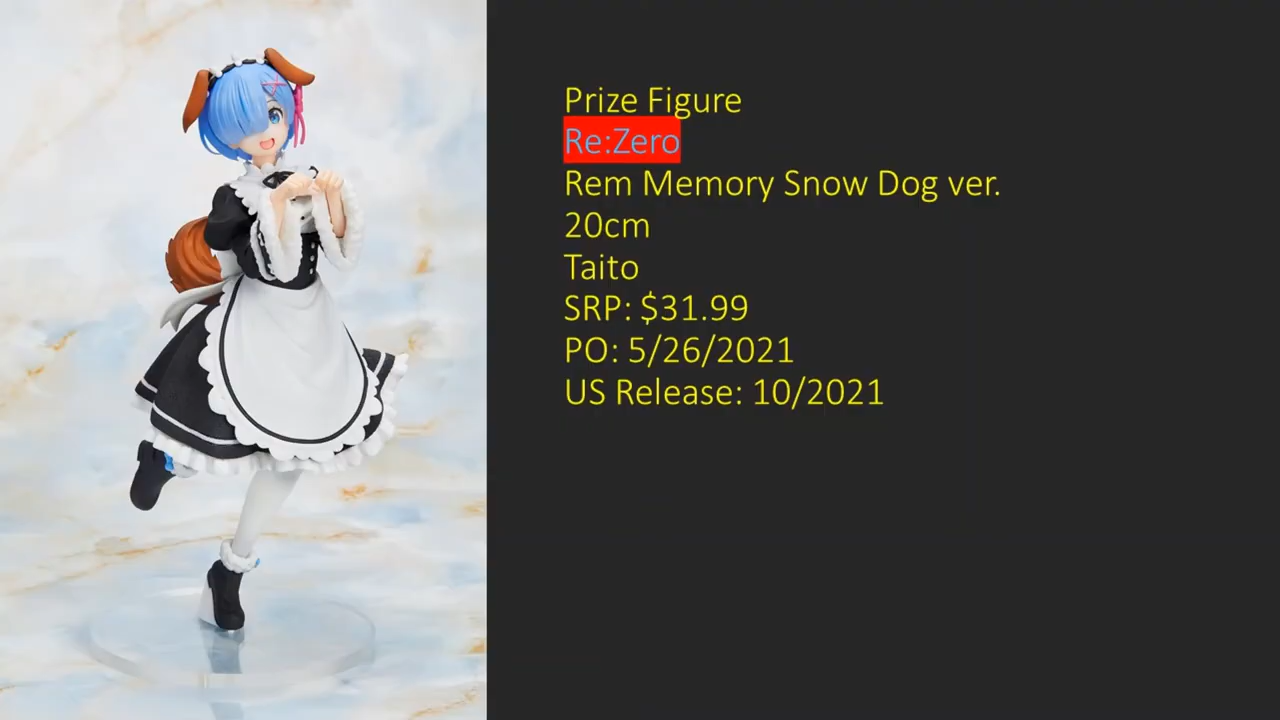 Prize Figure
Re:Zero
Rem Memory Snow Dog ver.
20cm
Taito
SRP: $31.99
PO: 5/26/2021
US Release: 10/2021